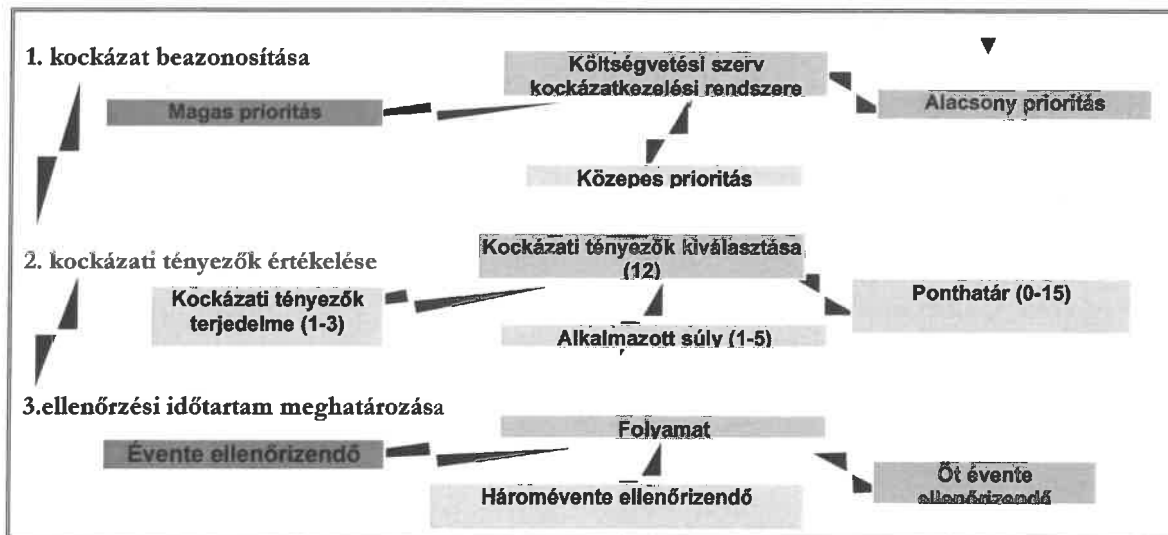 1. kockázat beazonosítása
Költségvetési szerv
kockázatkezelési rendszere
Magas prioritás
Alacsony prioritás
Közepes prioritás
2. kockázati tényezők értékelése
Kockázati tényezők kiválasztása
(12)
Kockázati tényezők
terjedelme (1-3)
Ponthatár (0-15)
Alkalmazott súly (1-5)
3.ellenőrzési időtartam meghatározása
Folyamat
Évente ellenőrizendő
Háromévente ellenőrizendő
Öt évente
ellenőrizendő